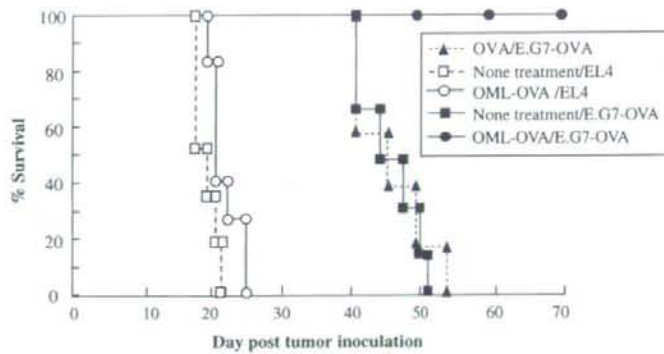 100
80
60
40
20
0
% Survival
0 10 20 30 40 50 60 70
Day post tumor inoculation
OVA/E.G7-OVA
None treatment/EL4
OML-OVA /EL4
None treatment/E.G7-OVA
OML-OVA/E.G7-OVA